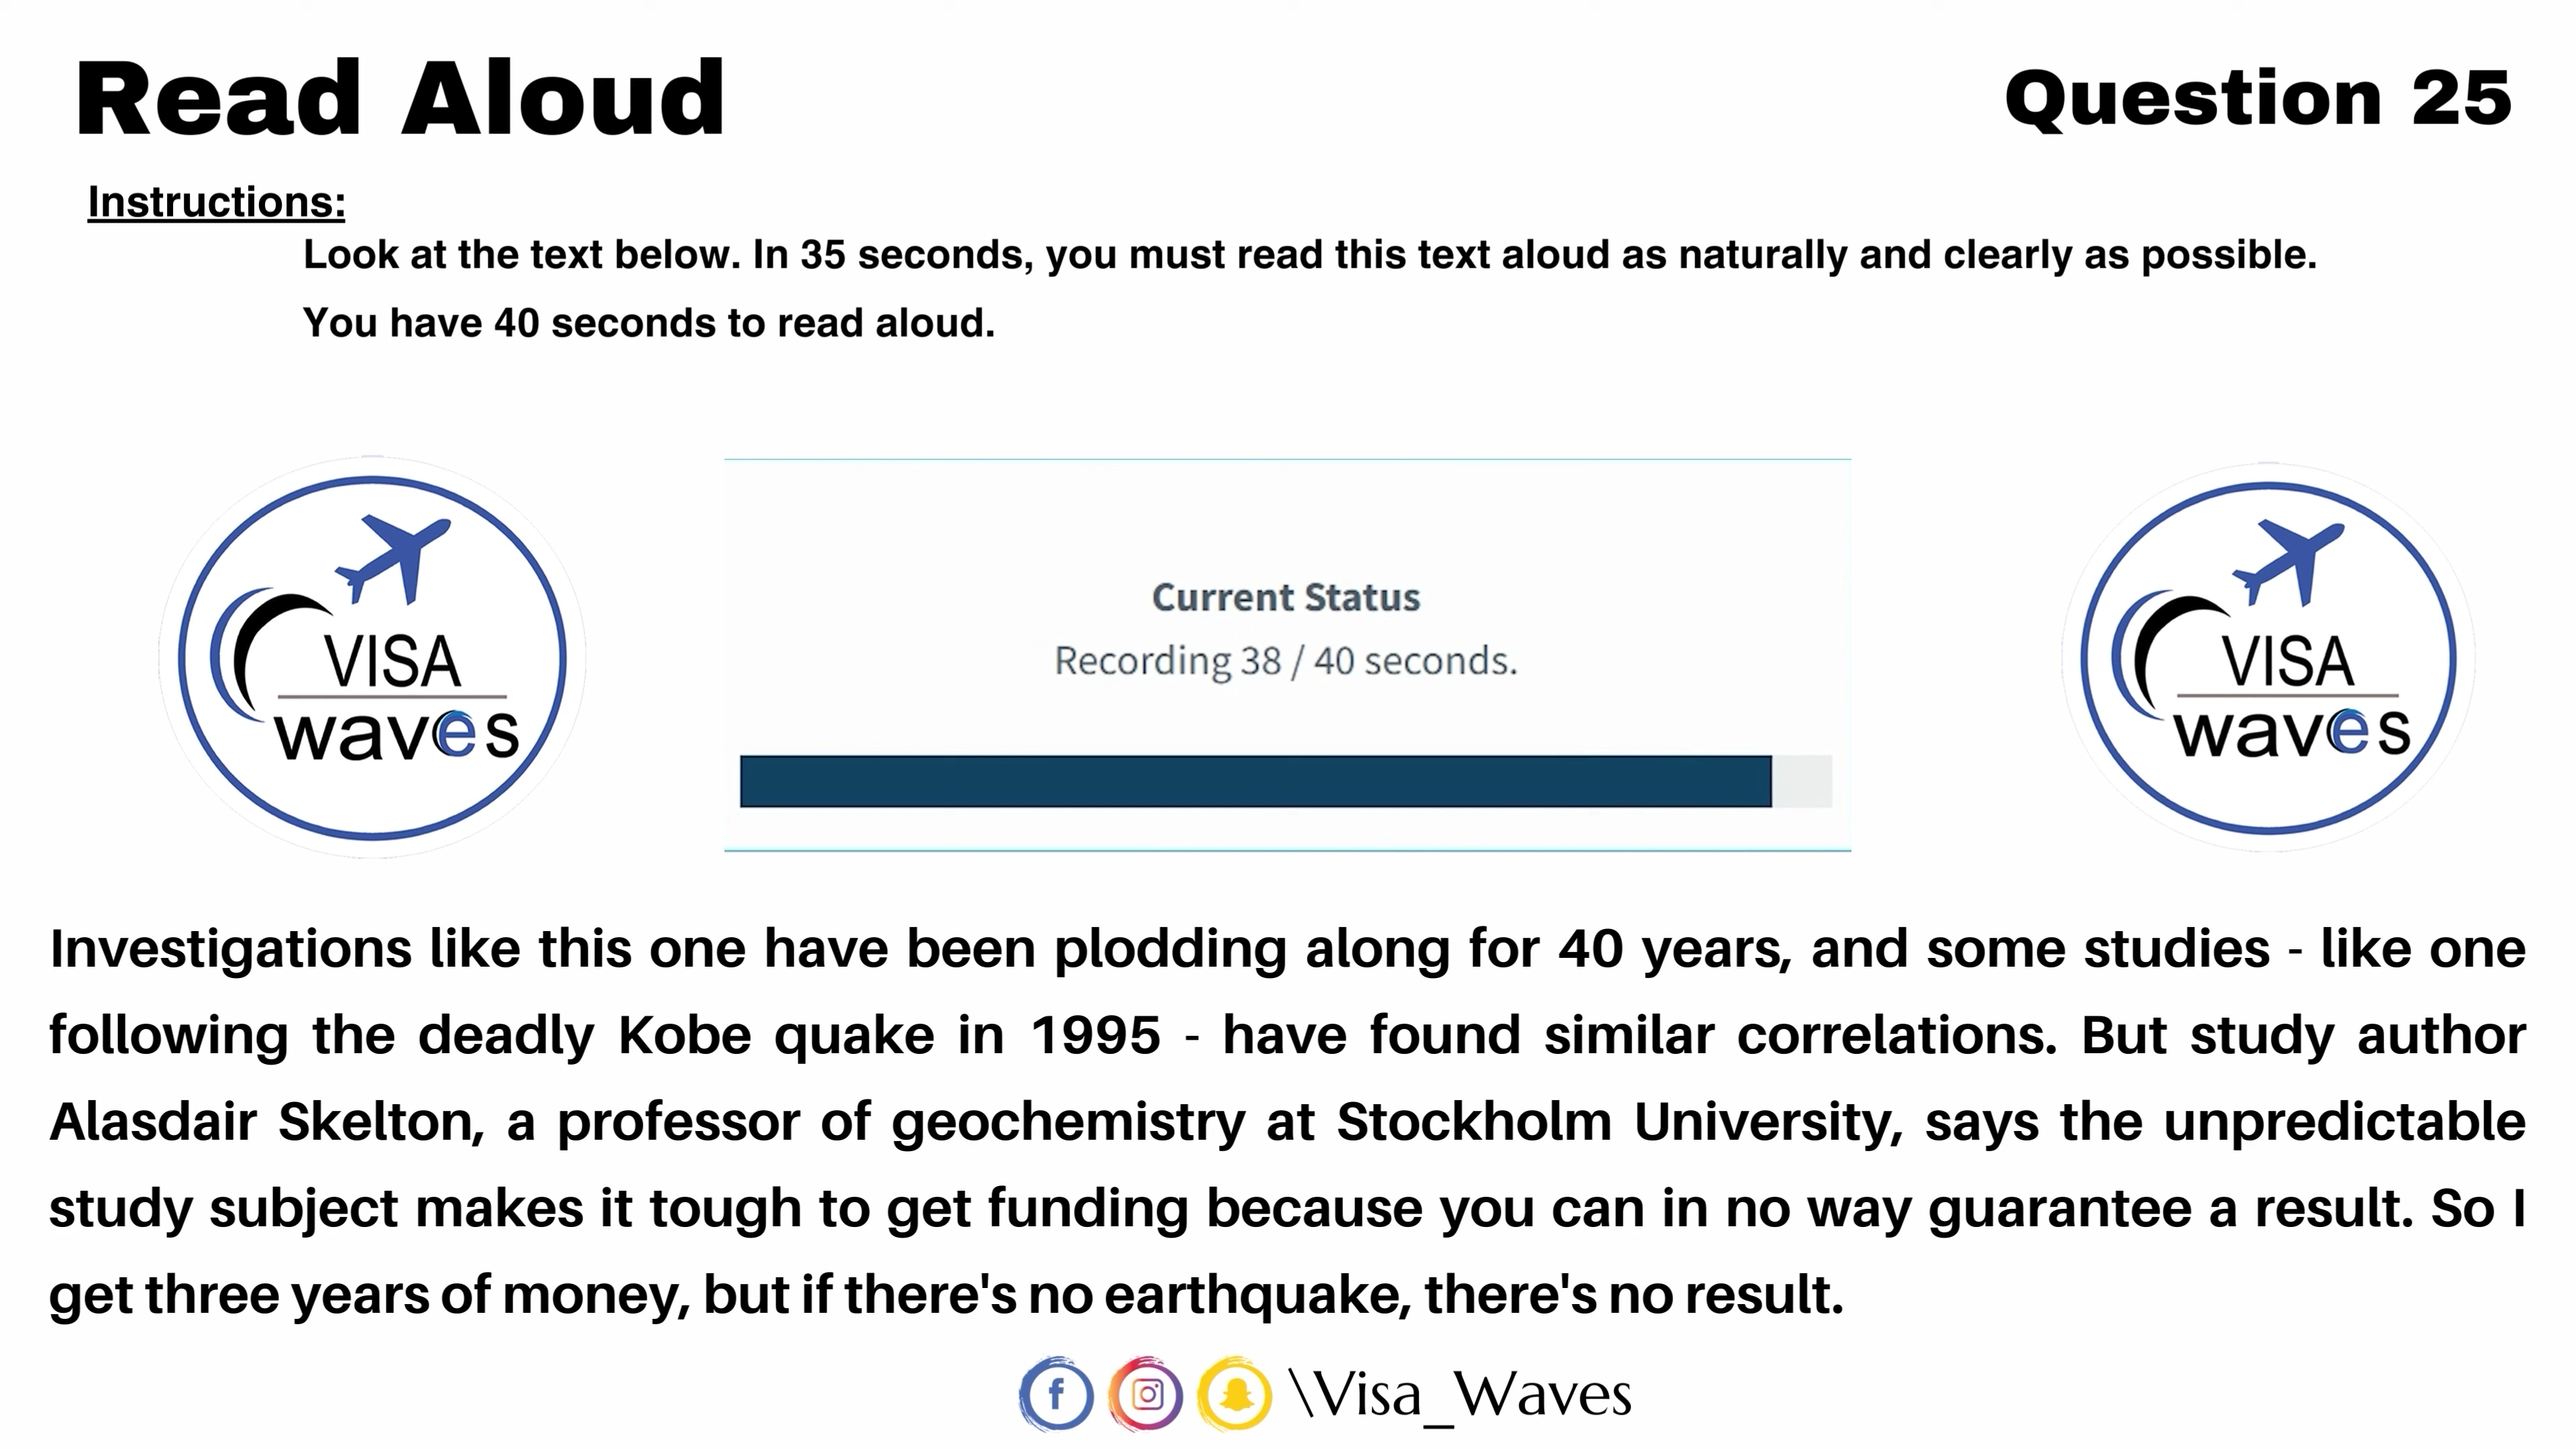 Read Aloud
Question 25
Instructions:
Look at the text below. In 35 seconds, you must read this text aloud as naturally and clearly as possible.
You have 40 seconds to read aloud.
VISA
waves
Current Status
Recording 38 / 40 seconds.
VISA
waves
Investigations like this one have been plodding along for 40 years, and some studies - like one
following the deadly Kobe quake in 1995 - have found similar correlations. But study author
Alasdair Skelton, a professor of geochemistry at Stockholm University, says the unpredictable
study subject makes it tough to get funding because you can in no way guarantee a result. So I
get three years of money, but if there's no earthquake, there's no result.
\Visa_Waves